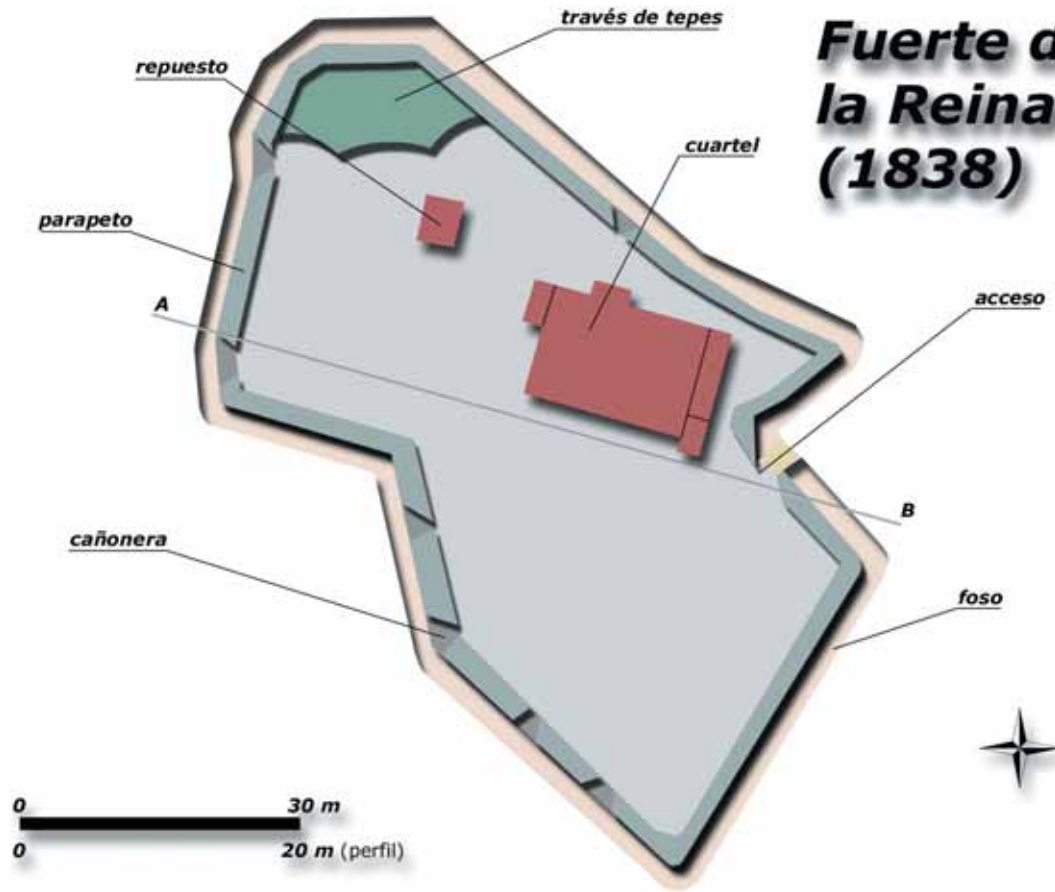 Fuerte d
la Reina
(1838)
través de tepes
repuesto
cuartel
parapeto
acceso
A
B
cañonera
foso
0 30 m
0 20 m (perfil)